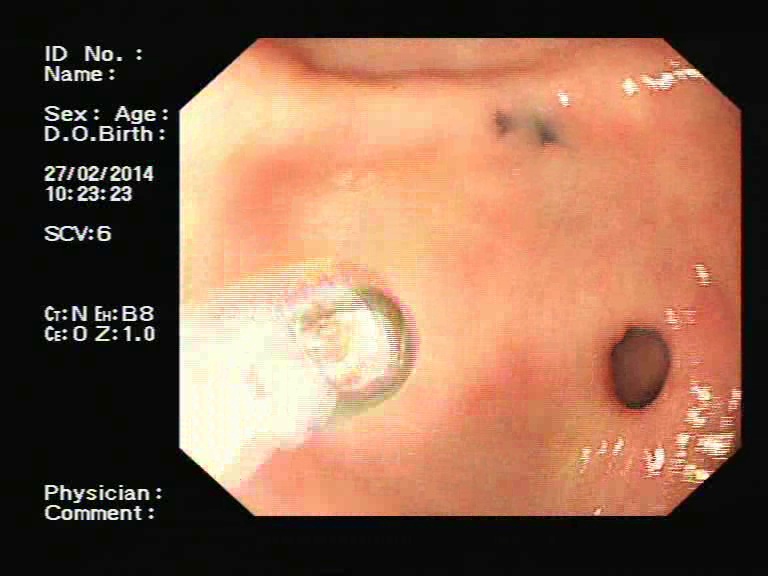 ID No. :
Name:
Sex: Age:
D.O.Birth:
27/02/2014
10:23:23
SCV:6
CT:N EH:B8
CE:0 Z:1.0
Physician:
Comment: